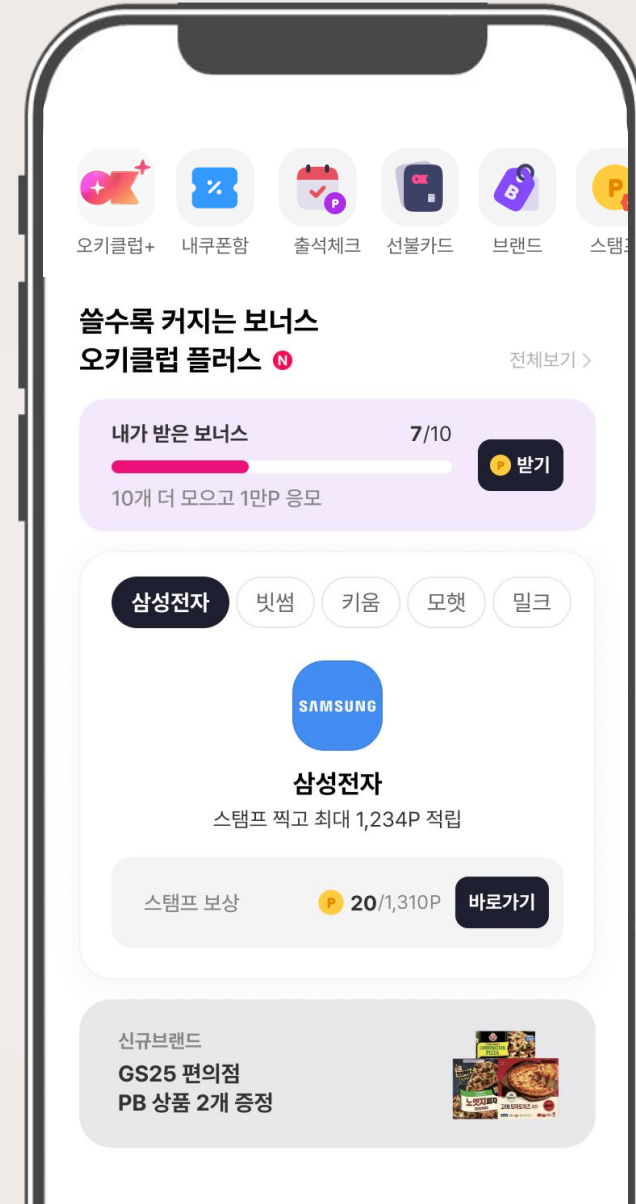 오키클럽+ 내쿠폰함 출석체크 선불카드 브랜드
쓸수록 커지는 보너스
오키클럽 플러스 N
전체보기 >
내가 받은 보너스 7/10
P 받기
10개 더 모으고 1만P 응모
삼성전자 빗썸 키움 모햇 밀크
SAMSUNG
삼성전자
스탬프 찍고 최대 1,234P 적립
스탬프 보상 P 20/1,310P 바로가기
신규브랜드
GS25 편의점
PB 상품 2개 증정